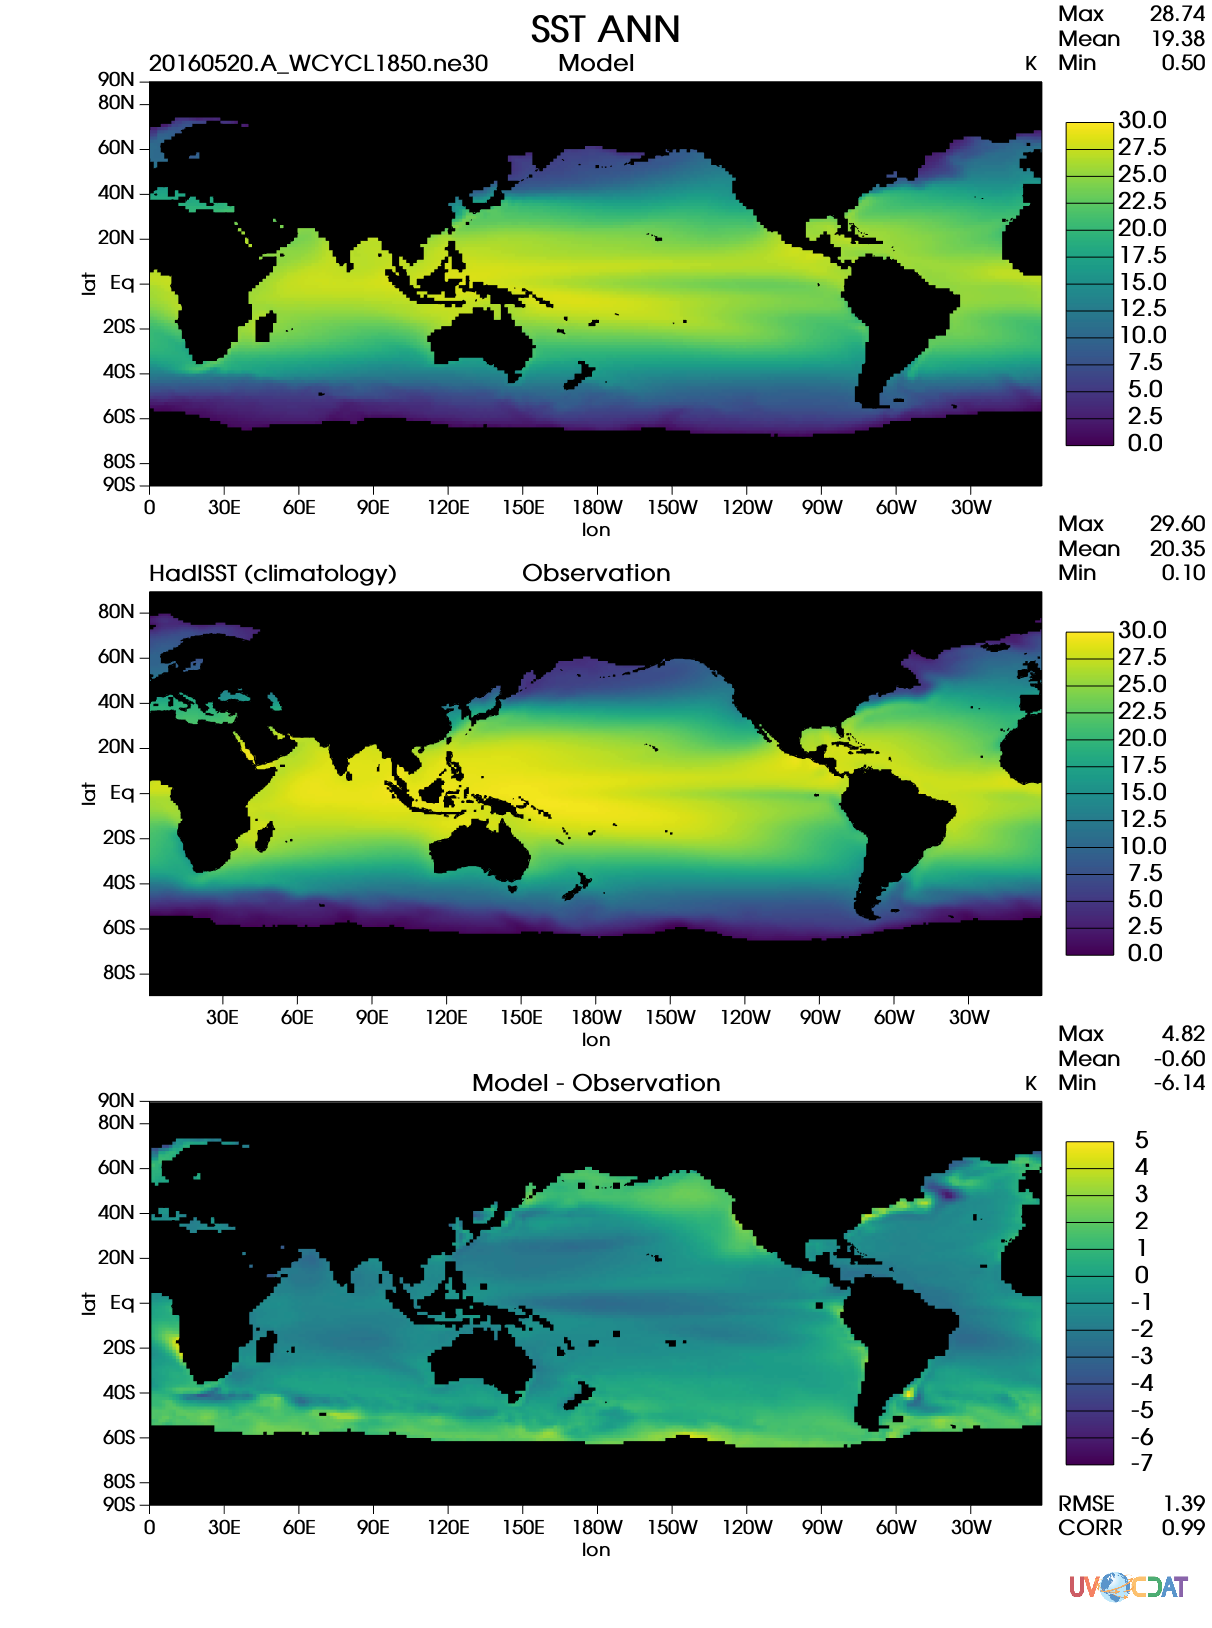 SST ANN
20160520.A_WCYCL1850.ne30 Model K
Max 28.74
Mean 19.38
Min 0.50
90N
80N
60N
40N
20N
Eq
20S
40S
60S
80S
90S
lat
0 30E 60E 90E 120E 150E 180W 150W 120W 90W 60W 30W
lon
30.0
27.5
25.0
22.5
20.0
17.5
15.0
12.5
10.0
7.5
5.0
2.5
0.0
HadISST (climatology) Observation
Max 29.60
Mean 20.35
Min 0.10
80N
60N
40N
20N
Eq
20S
40S
60S
80S
lat
30E 60E 90E 120E 150E 180W 150W 120W 90W 60W 30W
lon
30.0
27.5
25.0
22.5
20.0
17.5
15.0
12.5
10.0
7.5
5.0
2.5
0.0
Model - Observation K
Max 4.82
Mean -0.60
Min -6.14
90N
80N
60N
40N
20N
Eq
20S
40S
60S
80S
90S
lat
0 30E 60E 90E 120E 150E 180W 150W 120W 90W 60W 30W
lon
5
4
3
2
1
0
-1
-2
-3
-4
-5
-6
-7
RMSE 1.39
CORR 0.99
UV CDAT